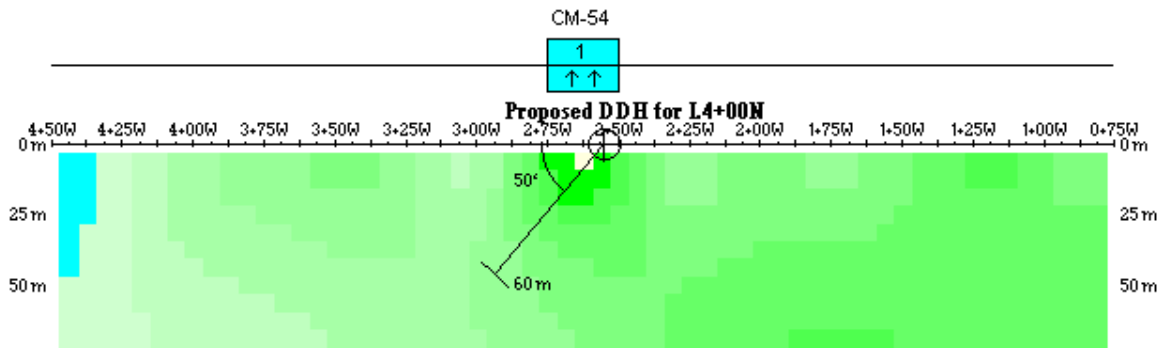 CM-54
1
↑ ↑
Proposed DDH for L4+00N
4+50W 4+25W 4+00W 3+75W 3+50W 3+25W 3+00W 2+75W 2+50W 2+25W 2+00W 1+75W 1+50W 1+25W 1+00W 0+75W
0 m 0 m
50°
25 m 25 m
50 m 60 m 50 m